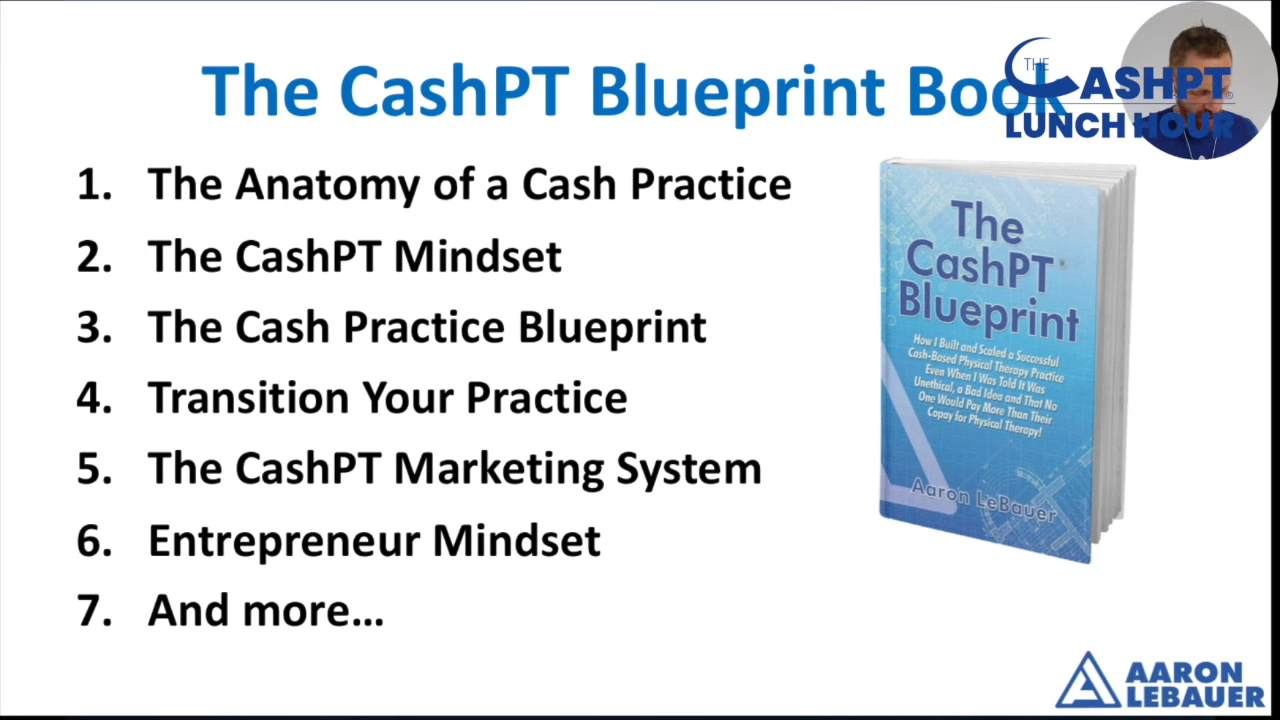 The CashPT Blueprint Book
THE
CASHPT®
LUNCH HOUR
1. The Anatomy of a Cash Practice
2. The CashPT Mindset
3. The Cash Practice Blueprint
4. Transition Your Practice
5. The CashPT Marketing System
6. Entrepreneur Mindset
7. And more...
The
CashPT®
Blueprint
How I Built and Scaled a Successful
Cash-Based Physical Therapy Practice
Even When I Was Told It Was
Unethical, a Bad Idea and That No
One Would Pay More Than Their
Copay for Physical Therapy!
Aaron LeBauer
AARON
LEBAUER